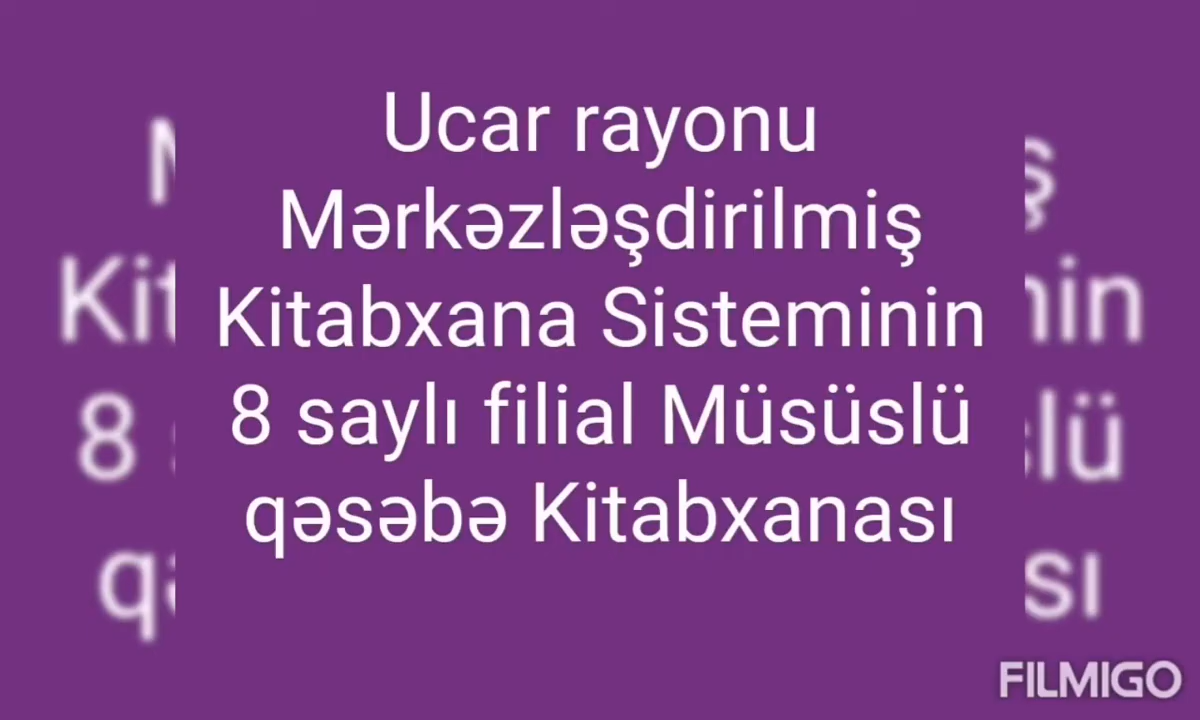 Ucar rayonu
Mərkəzləşdirilmiş
Kitabxana Sisteminin
8 saylı filial Müsüslü
qəsəbə Kitabxanası
FILMIGO